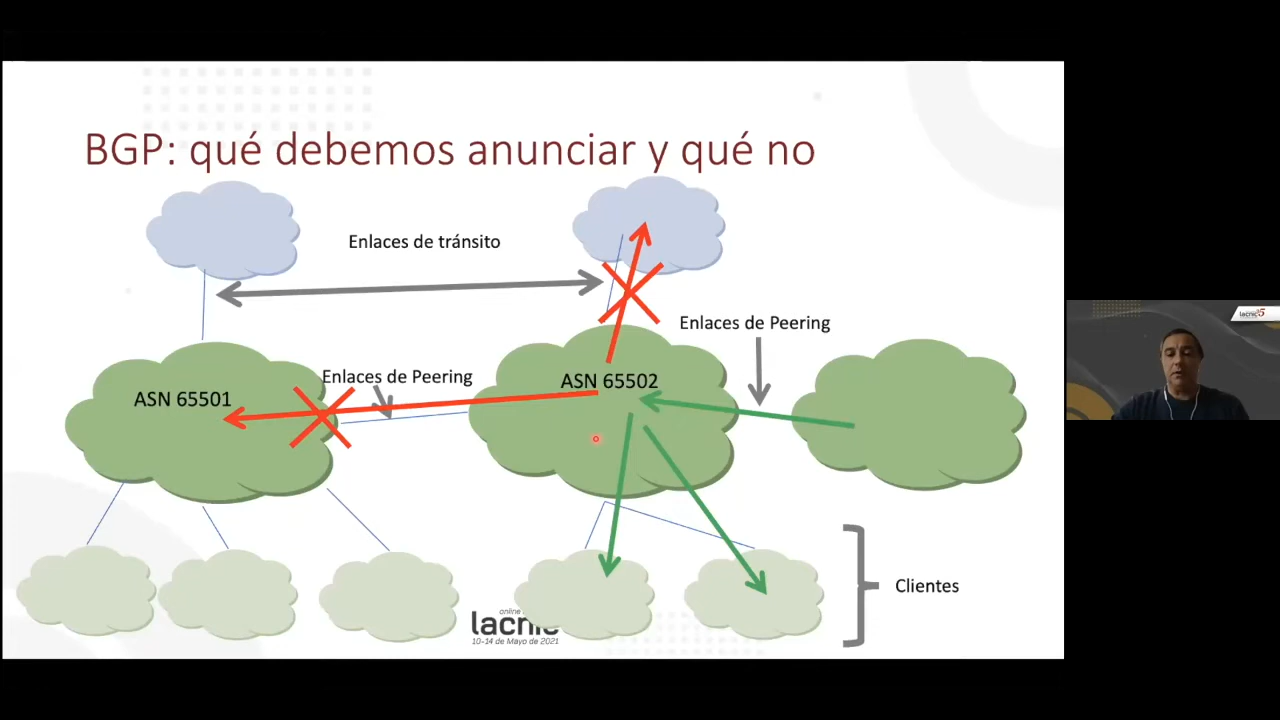 BGP: qué debemos anunciar y qué no
Enlaces de tránsito
Enlaces de Peering
Enlaces de Peering
ASN 65501
ASN 65502
Clientes
online
lacnic
10-14 de Mayo de 2021
lacnic